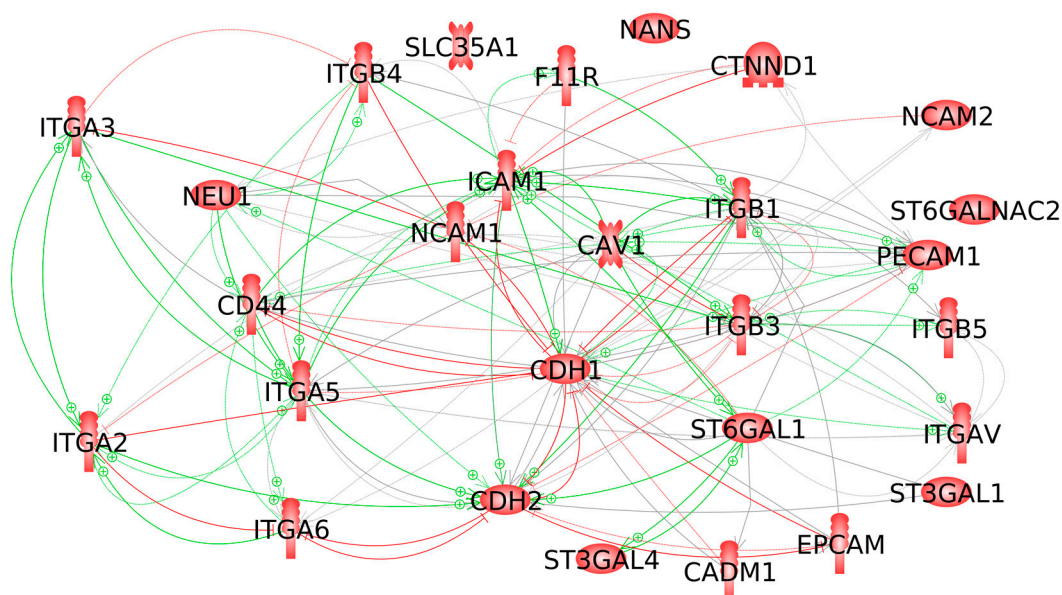 NANS
SLC35A1
ITGB4
F11R
CTNND1
NCAM2
ITGA3
ICAM1
NEU1
ITGB1
ST6GALNAC2
NCAM1
CAV1
PECAM1
CD44
ITGB3
ITGB5
CDH1
ITGA5
ST6GAL1
ITGAV
ITGA2
CDH2
ST3GAL1
ITGA6
EPCAM
ST3GAL4
CADM1